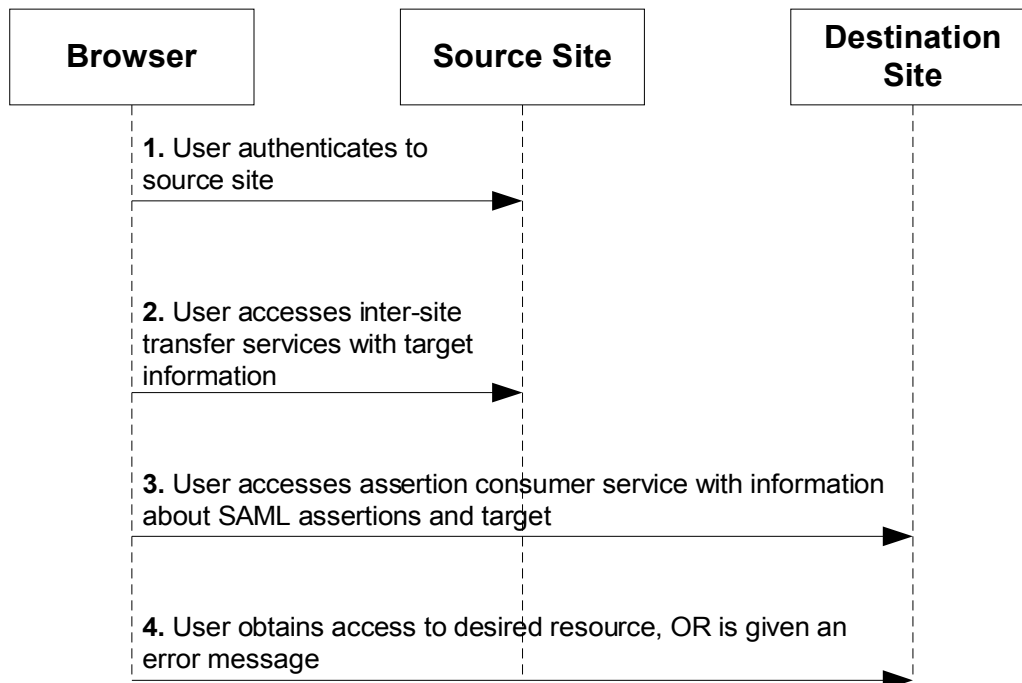 Browser
Source Site
Destination
Site
1. User authenticates to
source site
2. User accesses inter-site
transfer services with target
information
3. User accesses assertion consumer service with information
about SAML assertions and target
4. User obtains access to desired resource, OR is given an
error message